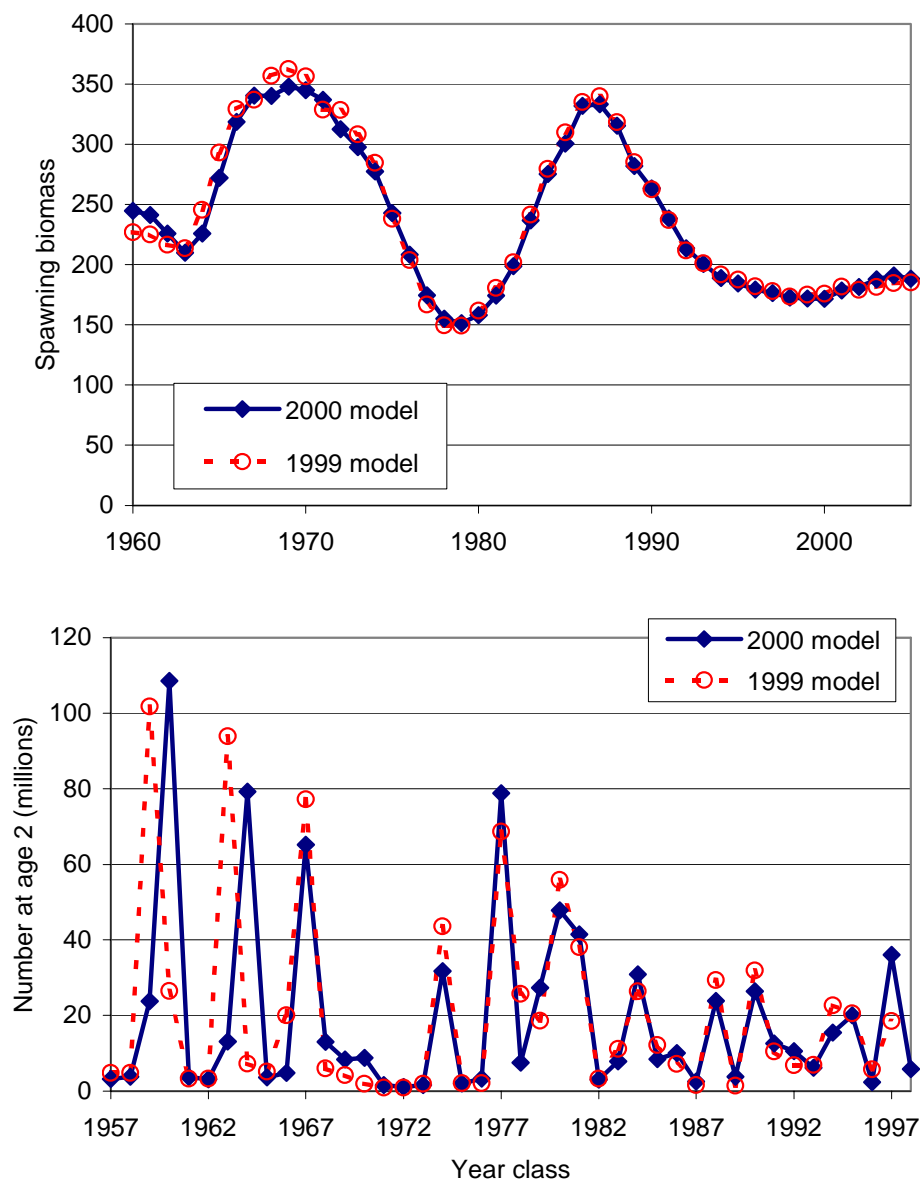 400
350
300
250
200
150
100
50
0
Spawning biomass
2000 model
1999 model
1960 1970 1980 1990 2000
120
100
80
60
40
20
0
Number at age 2 (millions)
2000 model
1999 model
1957 1962 1967 1972 1977 1982 1987 1992 1997
Year class